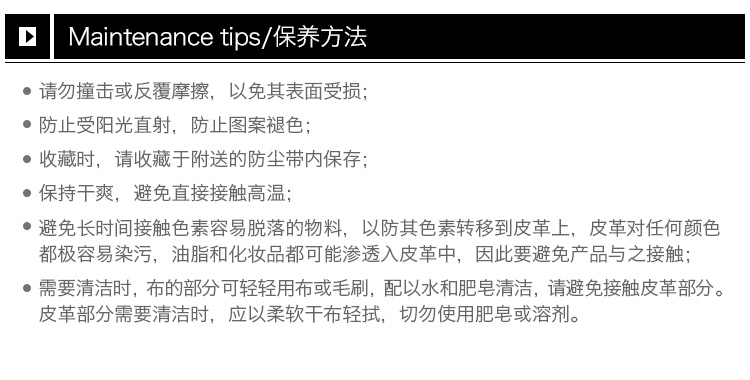 Maintenance tips/保养方法
● 请勿撞击或反覆摩擦，以免其表面受损；
● 防止受阳光直射，防止图案褪色；
● 收藏时，请收藏于附送的防尘带内保存；
● 保持干爽，避免直接接触高温；
● 避免长时间接触色素容易脱落的物料，以防其色素转移到皮革上，皮革对任何颜色
都极容易染污，油脂和化妆品都可能渗透入皮革中，因此要避免产品与之接触；
● 需要清洁时, 布的部分可轻轻用布或毛刷, 配以水和肥皂清洁, 请避免接触皮革部分。
皮革部分需要清洁时，应以柔软干布轻拭，切勿使用肥皂或溶剂。